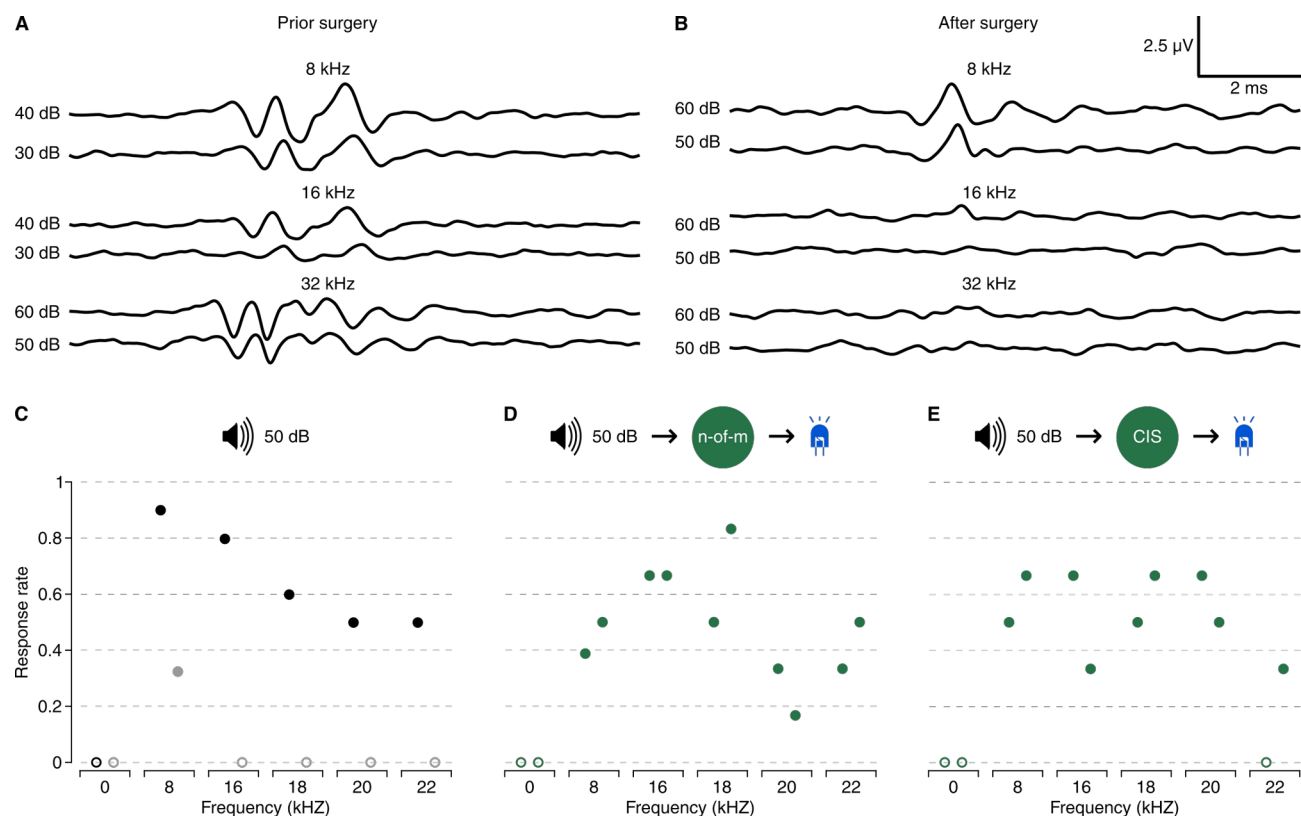 A
Prior surgery
8 kHz
40 dB
30 dB
16 kHz
40 dB
30 dB
32 kHz
60 dB
50 dB
B
After surgery
2.5 µV
2 ms
8 kHz
60 dB
50 dB
16 kHz
60 dB
50 dB
32 kHz
60 dB
50 dB
C
50 dB
Response rate
1
0.8
0.6
0.4
0.2
0
0 8 16 18 20 22
Frequency (kHZ)
D
50 dB n-of-m
0 8 16 18 20 22
Frequency (kHZ)
E
50 dB CIS
0 8 16 18 20 22
Frequency (kHZ)